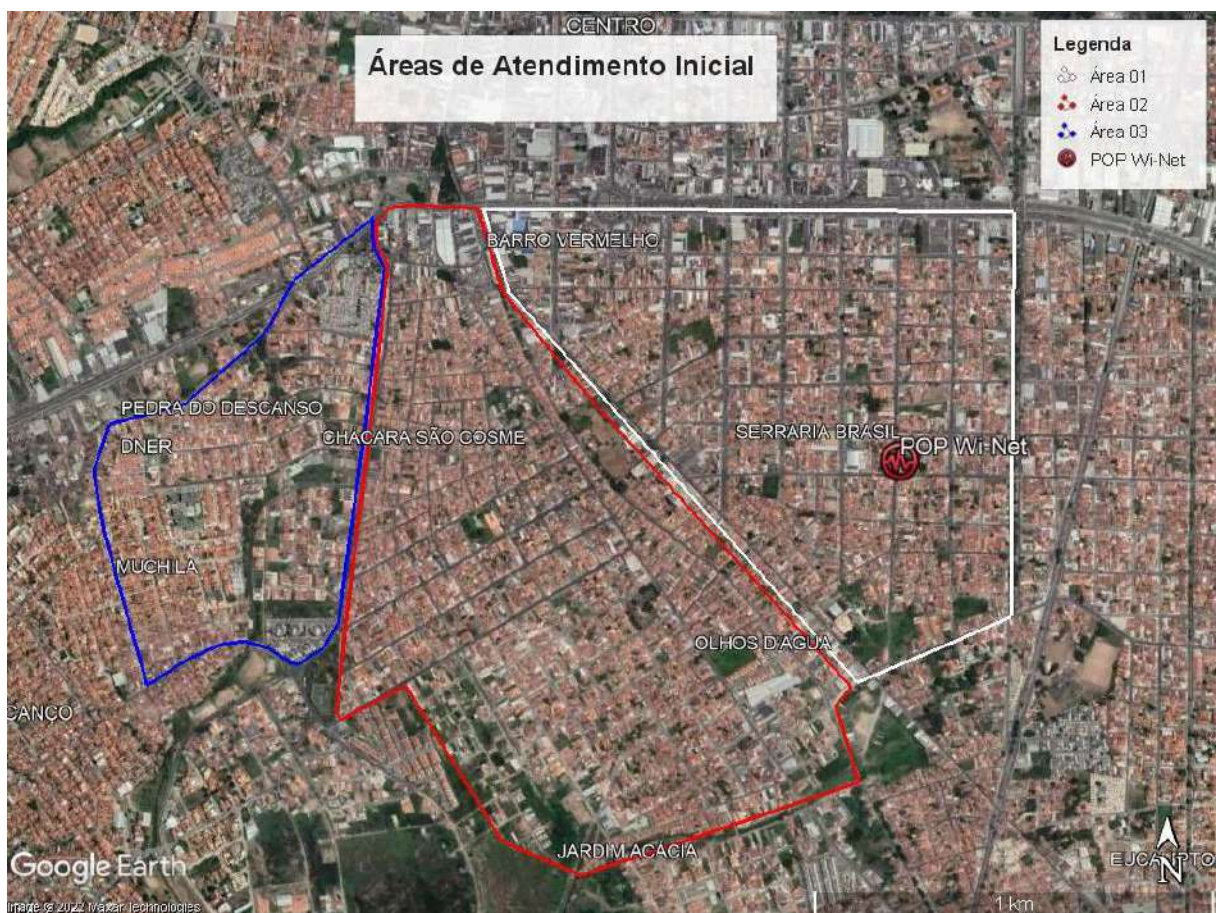 CENTRO
Áreas de Atendimento Inicial
Legenda
Área 01
Área 02
Área 03
POP Wi-Net
BARRO VERMELHO
PEDRA DO DESCANSO
DNER
CHÁCARA SÃO COSME
SERRARIA BRASIL
POP Wi-Net
MUCHILA
OLHOS D'AGUA
CANÇO
JARDIM ACÁCIA
Google Earth
N
Image © 2022 Maxar Technologies
1 km